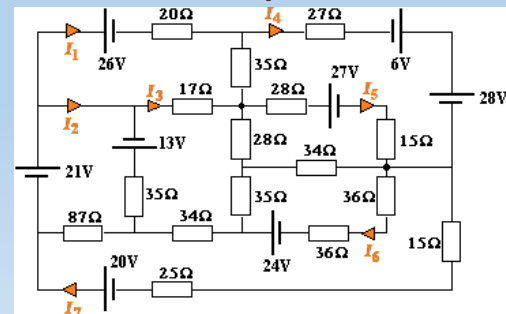 20Ω I4 27Ω
I1 26V 35Ω 6V
27V
I3 17Ω 28Ω 28V
I2 I5
13V 28Ω 15Ω
34Ω
21V
35Ω 35Ω 36Ω
87Ω 34Ω 15Ω
36Ω I6
20V 24V
25Ω
I7